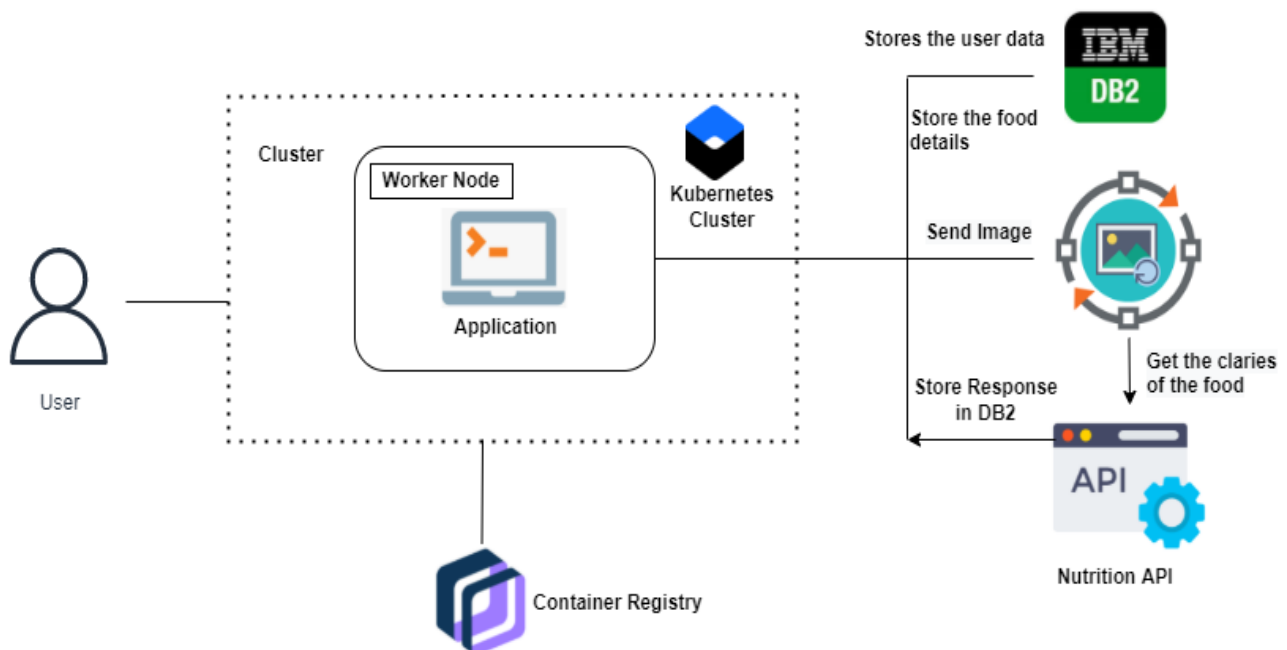 Stores the user data
IBM
DB2
Store the food
details
Cluster
Worker Node
Kubernetes
Cluster
Send Image
Application
Get the claries
of the food
Store Response
in DB2
User
API
Nutrition API
Container Registry